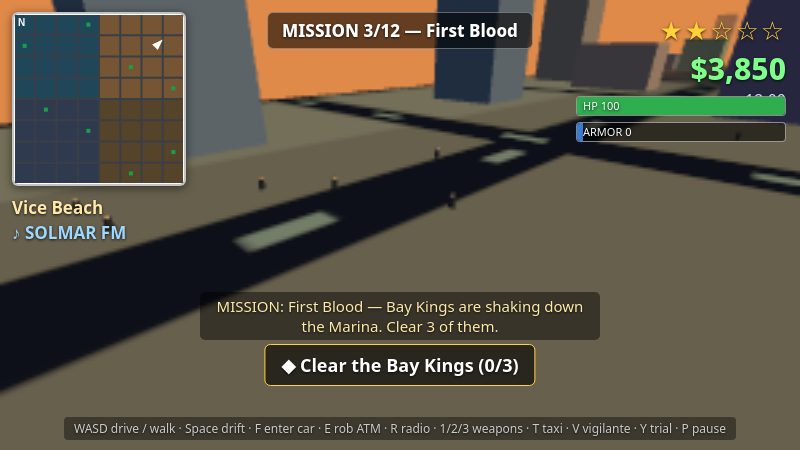 N
MISSION 3/12 — First Blood
★★☆☆☆
$3,850
HP 100
ARMOR 0
Vice Beach
♪ SOLMAR FM
MISSION: First Blood — Bay Kings are shaking down
the Marina. Clear 3 of them.
◆ Clear the Bay Kings (0/3)
WASD drive / walk · Space drift · F enter car · E rob ATM · R radio · 1/2/3 weapons · T taxi · V vigilante · Y trial · P pause